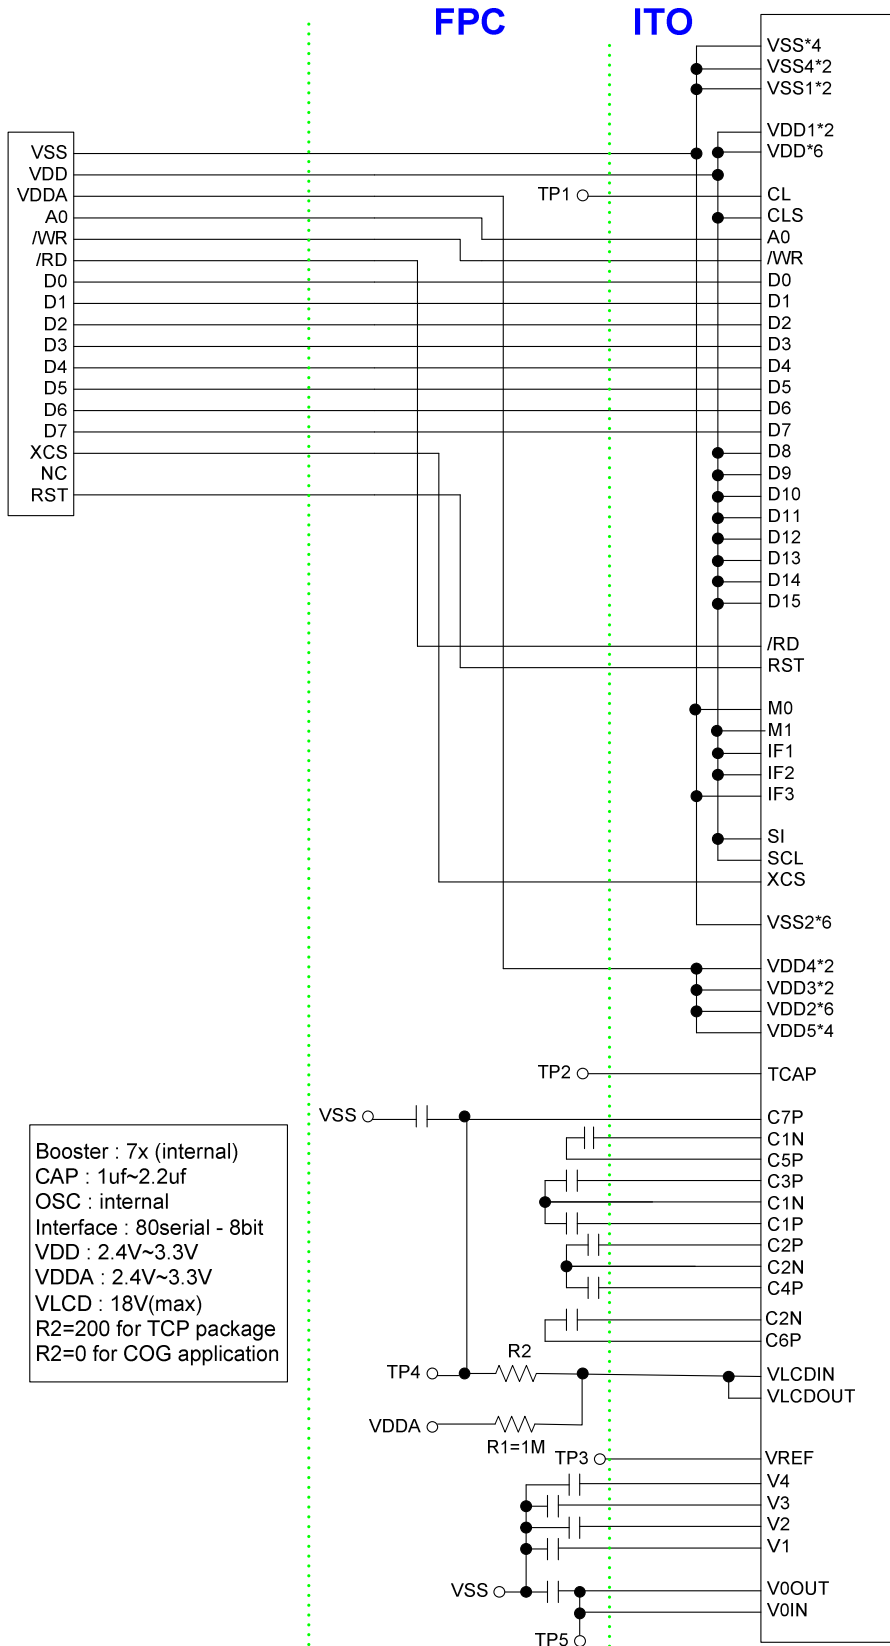 FPC
ITO
VSS
VDD
VDDA
A0
/WR
/RD
D0
D1
D2
D3
D4
D5
D6
D7
XCS
NC
RST
TP1
VSS*4
VSS4*2
VSS1*2
VDD1*2
VDD*6
CL
CLS
A0
/WR
D0
D1
D2
D3
D4
D5
D6
D7
D8
D9
D10
D11
D12
D13
D14
D15
/RD
RST
M0
M1
IF1
IF2
IF3
SI
SCL
XCS
VSS2*6
VDD4*2
VDD3*2
VDD2*6
VDD5*4
TP2
TCAP
VSS
C7P
C1N
C5P
C3P
C1N
C1P
C2P
C2N
C4P
C2N
C6P
Booster : 7x (internal)
CAP : 1uf~2.2uf
OSC : internal
Interface : 80serial - 8bit
VDD : 2.4V~3.3V
VDDA : 2.4V~3.3V
VLCD : 18V(max)
R2=200 for TCP package
R2=0 for COG application
R2
TP4
VLCDIN
VLCDOUT
VDDA
R1=1M
TP3
VREF
V4
V3
V2
V1
VSS
V0OUT
V0IN
TP5